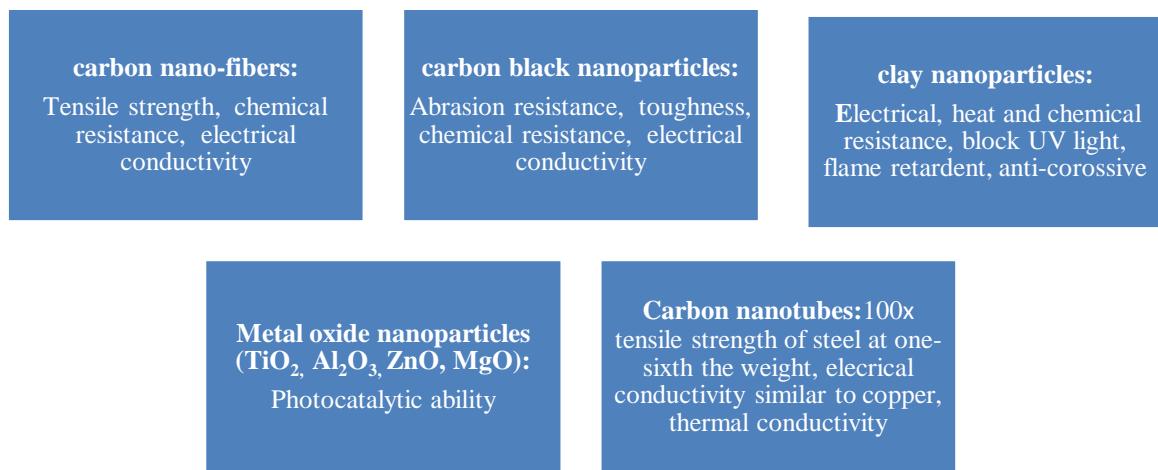 carbon nano-fibers:
Tensile strength, chemical
resistance, electrical
conductivity
carbon black nanoparticles:
Abrasion resistance, toughness,
chemical resistance, electrical
conductivity
clay nanoparticles:
Electrical, heat and chemical
resistance, block UV light,
flame retardent, anti-corossive
Metal oxide nanoparticles
(TiO₂, Al₂O₃, ZnO, MgO):
Photocatalytic ability
Carbon nanotubes:100x
tensile strength of steel at one-
sixth the weight, elecrical
conductivity similar to copper,
thermal conductivity